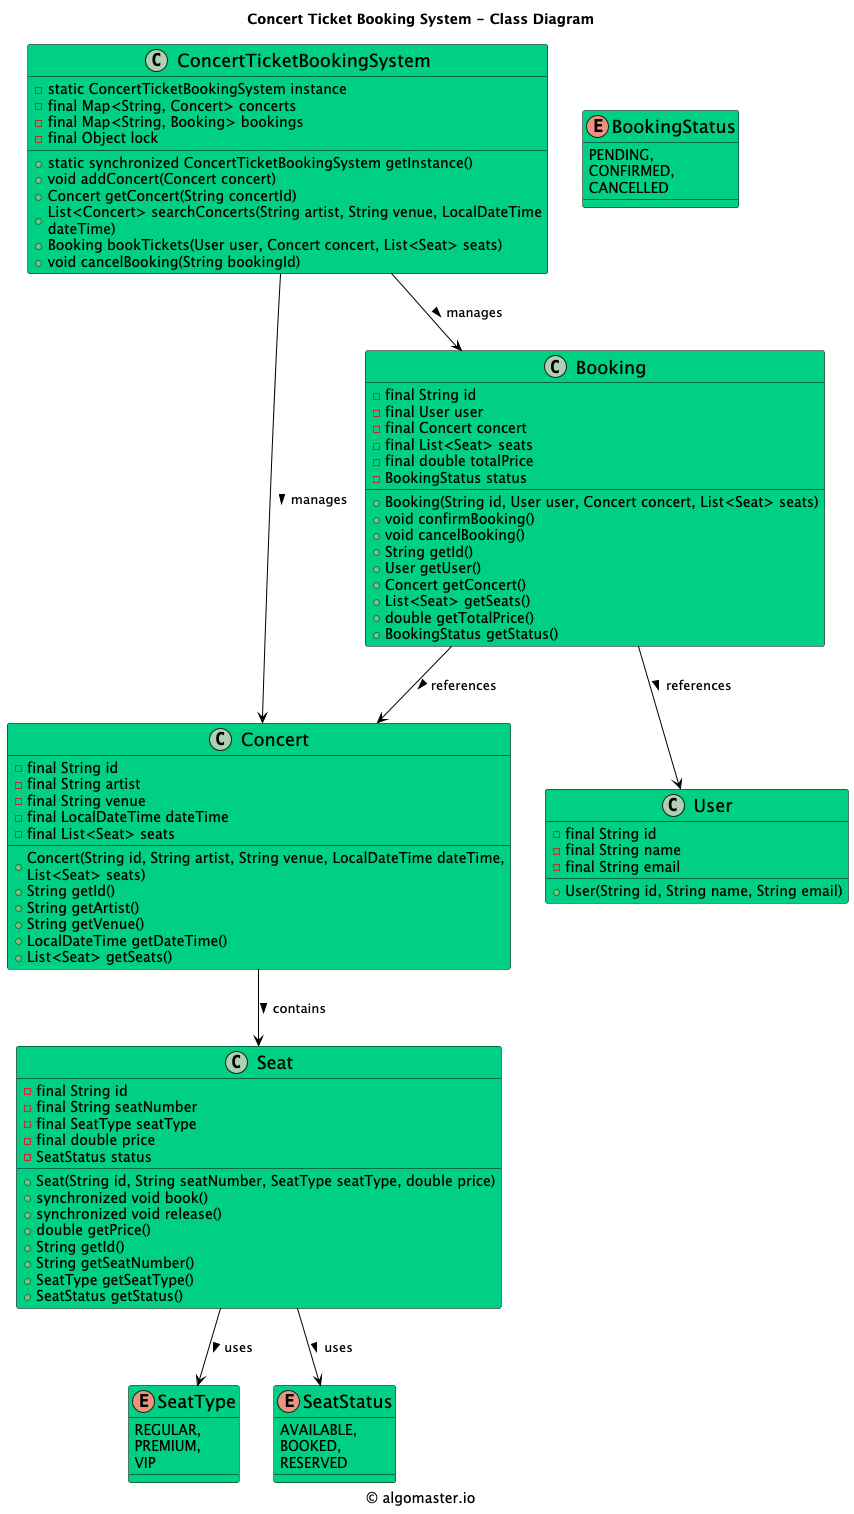 Concert Ticket Booking System - Class Diagram
C ConcertTicketBookingSystem
static ConcertTicketBookingSystem instance
final Map<String, Concert> concerts
final Map<String, Booking> bookings
final Object lock
static synchronized ConcertTicketBookingSystem getInstance()
void addConcert(Concert concert)
Concert getConcert(String concertId)
List<Concert> searchConcerts(String artist, String venue, LocalDateTime
dateTime)
Booking bookTickets(User user, Concert concert, List<Seat> seats)
void cancelBooking(String bookingId)
E BookingStatus
PENDING,
CONFIRMED,
CANCELLED
manages
C Booking
final String id
final User user
final Concert concert
final List<Seat> seats
final double totalPrice
BookingStatus status
Booking(String id, User user, Concert concert, List<Seat> seats)
void confirmBooking()
void cancelBooking()
String getId()
User getUser()
Concert getConcert()
List<Seat> getSeats()
double getTotalPrice()
BookingStatus getStatus()
manages
references
references
C Concert
final String id
final String artist
final String venue
final LocalDateTime dateTime
final List<Seat> seats
Concert(String id, String artist, String venue, LocalDateTime dateTime,
List<Seat> seats)
String getId()
String getArtist()
String getVenue()
LocalDateTime getDateTime()
List<Seat> getSeats()
C User
final String id
final String name
final String email
User(String id, String name, String email)
contains
C Seat
final String id
final String seatNumber
final SeatType seatType
final double price
SeatStatus status
Seat(String id, String seatNumber, SeatType seatType, double price)
synchronized void book()
synchronized void release()
double getPrice()
String getId()
String getSeatNumber()
SeatType getSeatType()
SeatStatus getStatus()
uses
uses
E SeatType
REGULAR,
PREMIUM,
VIP
E SeatStatus
AVAILABLE,
BOOKED,
RESERVED
© algomaster.io